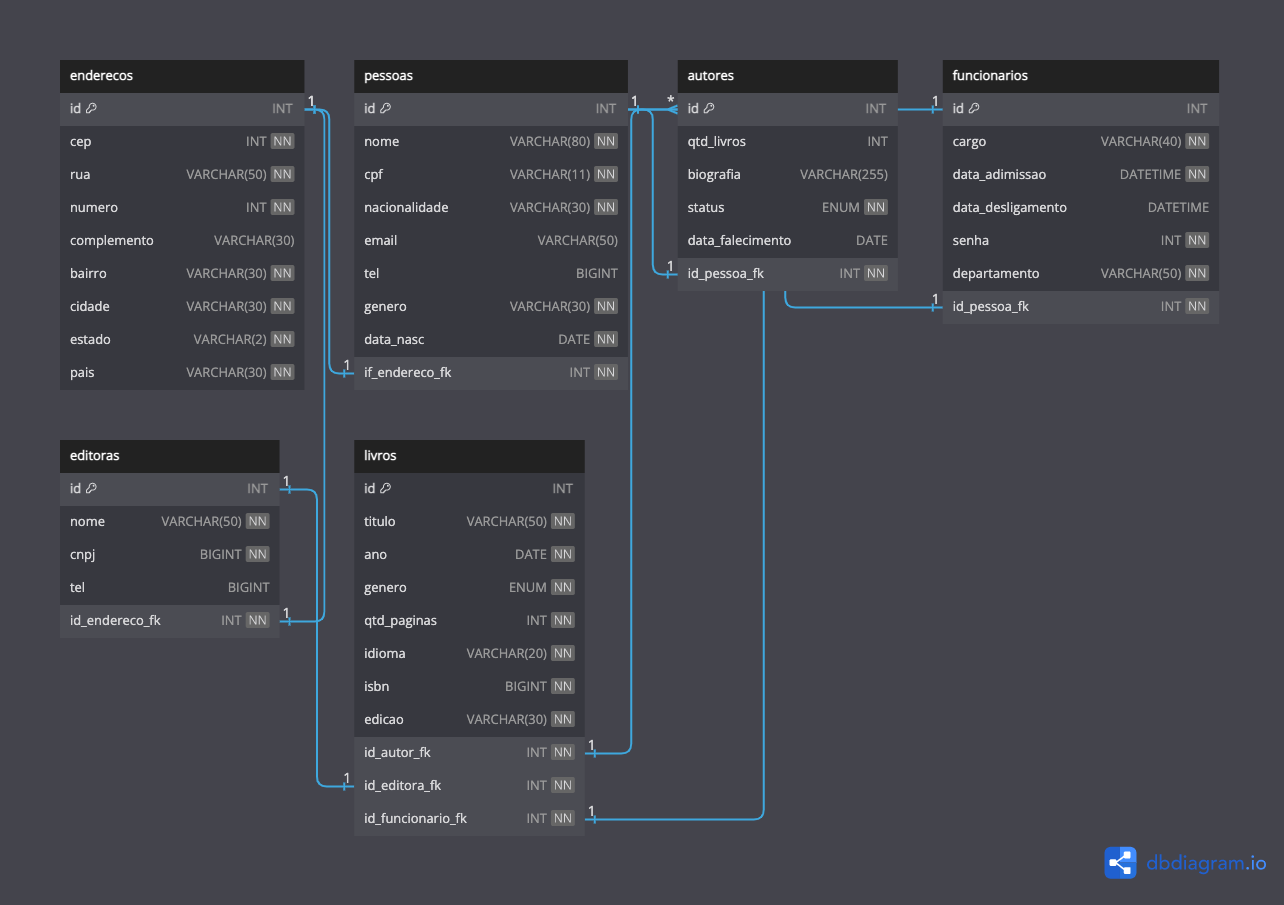 enderecos
id INT
cep INT NN
rua VARCHAR(50) NN
numero INT NN
complemento VARCHAR(30)
bairro VARCHAR(30) NN
cidade VARCHAR(30) NN
estado VARCHAR(2) NN
pais VARCHAR(30) NN
1
pessoas
id INT
nome VARCHAR(80) NN
cpf VARCHAR(11) NN
nacionalidade VARCHAR(30) NN
email VARCHAR(50)
tel BIGINT
genero VARCHAR(30) NN
data_nasc DATE NN
1
if_endereco_fk INT NN
1
*
autores
id INT
qtd_livros INT
biografia VARCHAR(255)
status ENUM NN
data_falecimento DATE
1
id_pessoa_fk INT NN
1
funcionarios
id INT
cargo VARCHAR(40) NN
data_adimissao DATETIME NN
data_desligamento DATETIME
senha INT NN
departamento VARCHAR(50) NN
1
id_pessoa_fk INT NN
editoras
id INT
1
nome VARCHAR(50) NN
cnpj BIGINT NN
tel BIGINT
id_endereco_fk INT NN
1
livros
id INT
titulo VARCHAR(50) NN
ano DATE NN
genero ENUM NN
qtd_paginas INT NN
idioma VARCHAR(20) NN
isbn BIGINT NN
edicao VARCHAR(30) NN
id_autor_fk INT NN
1
1
id_editora_fk INT NN
id_funcionario_fk INT NN
1
dbdiagram.io